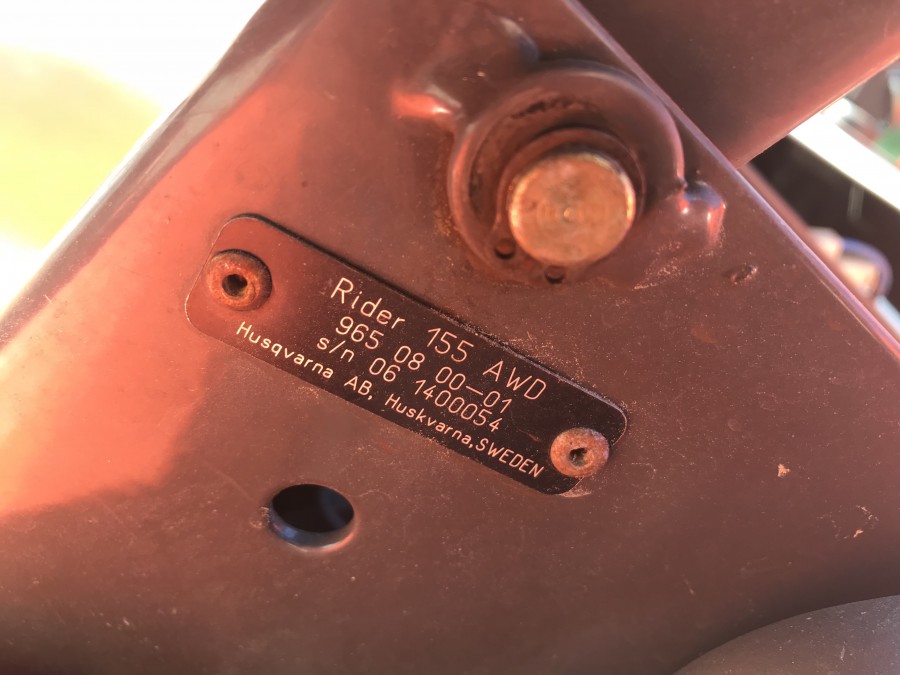 Rider 155 AWD
965 08 00-01
s/n 06 1400054
Husqvarna AB, Huskvarna,SWEDEN